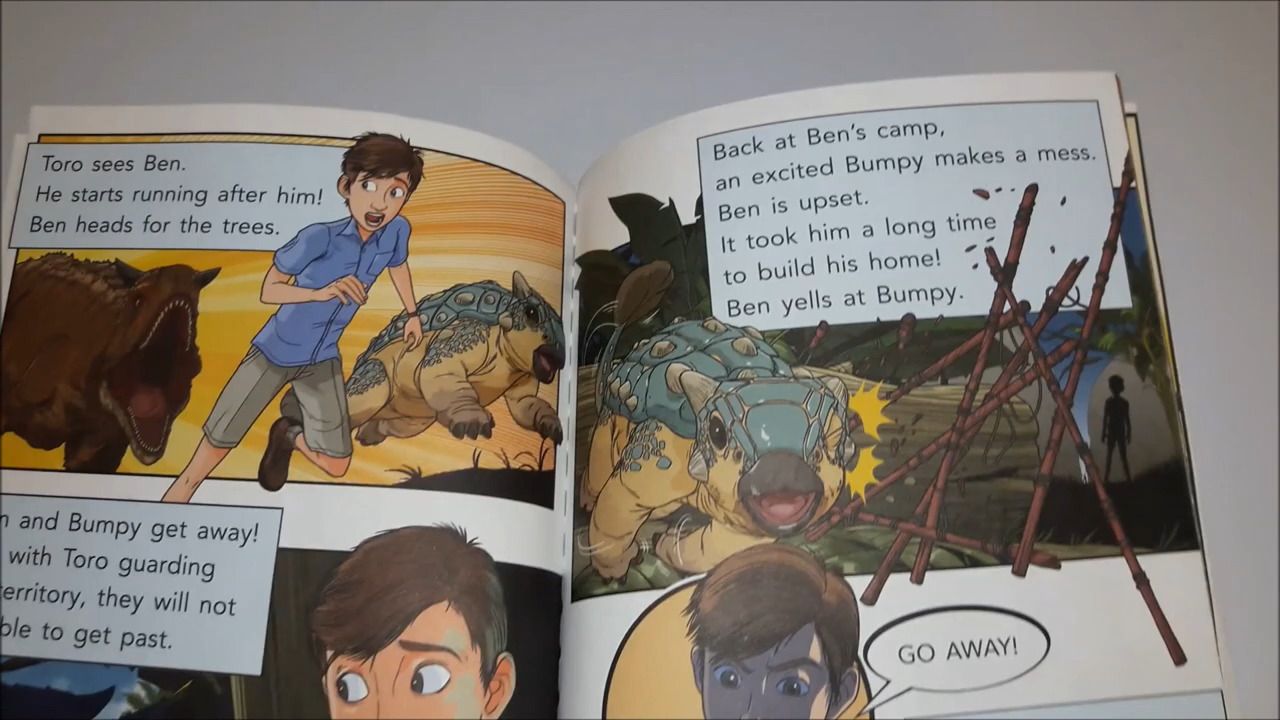 Toro sees Ben.
He starts running after him!
Ben heads for the trees.
and Bumpy get away!
with Toro guarding
territory, they will not
to get past.
Back at Ben's camp,
an excited Bumpy makes a mess.
Ben is upset.
It took him a long time
to build his home!
Ben yells at Bumpy.
GO AWAY!